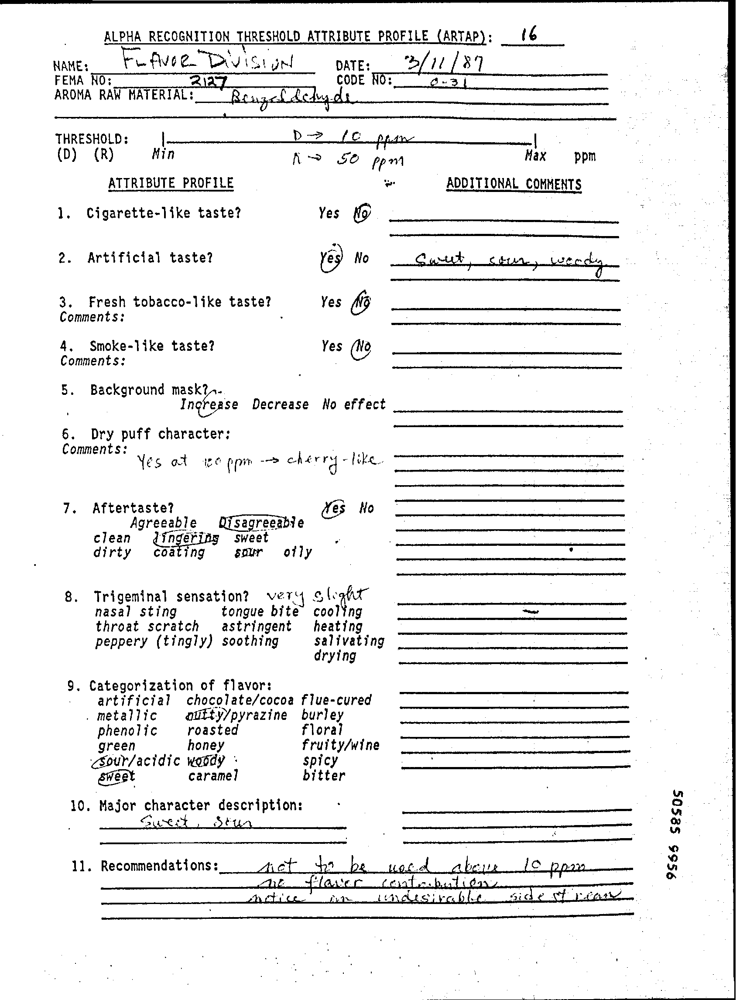 ALPHA RECOGNITION THRESHOLD ATTRIBUTE PROFILE (ARTAP): 16
NAME: FLAVOR DIVISION DATE: 3/11/87
FEMA NO: 2127 CODE NO: 0-31
AROMA RAW MATERIAL: Benzaldehyde
THRESHOLD: D → 10 ppm
(D) (R) Min R → 50 ppm Max ppm
ATTRIBUTE PROFILE ADDITIONAL COMMENTS
1. Cigarette-like taste? Yes No
2. Artificial taste? Yes No Sweet, sour, woody
3. Fresh tobacco-like taste? Yes No
Comments:
4. Smoke-like taste? Yes No
Comments:
5. Background mask?
Increase Decrease No effect
6. Dry puff character:
Comments: Yes at 100 ppm → cherry-like
7. Aftertaste? Yes No
Agreeable Disagreeable
clean lingering sweet
dirty coating sour oily
8. Trigeminal sensation? very slight
nasal sting tongue bite cooling
throat scratch astringent heating
peppery (tingly) soothing salivating
drying
9. Categorization of flavor:
artificial chocolate/cocoa flue-cured
metallic nutty/pyrazine burley
phenolic roasted floral
green honey fruity/wine
sour/acidic woody spicy
sweet caramel bitter
10. Major character description:
Sweet, sour
11. Recommendations: not to be used above 10 ppm
no flavor contribution
notice an undesirable sidestream
50585 9956